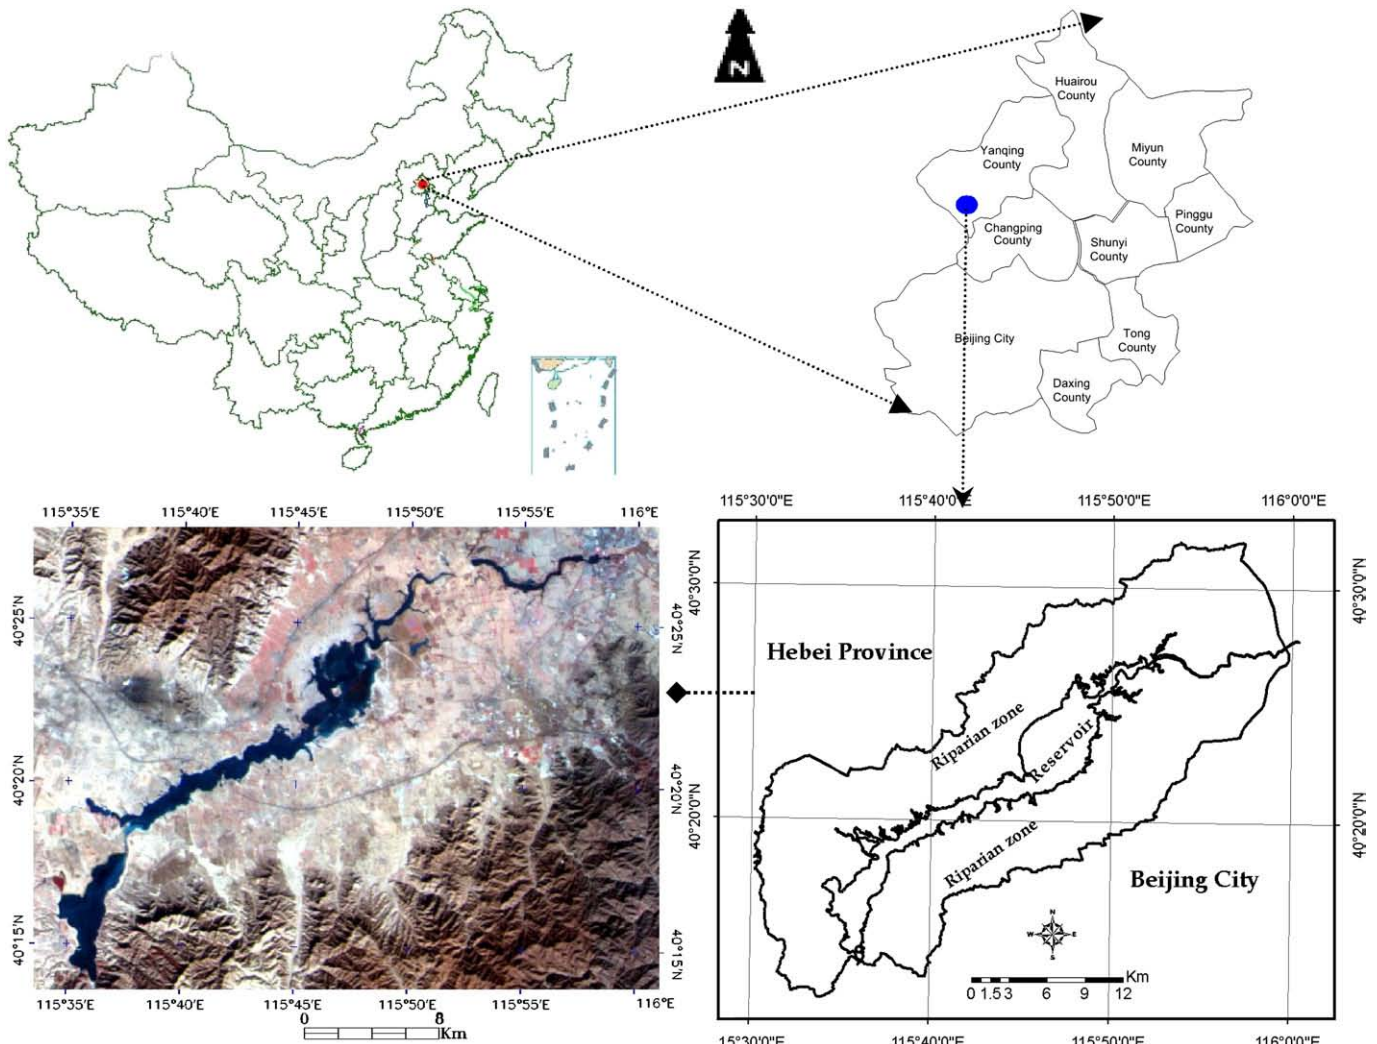 N
Huairou
County
Yanqing
County
Miyun
County
Pinggu
County
Changping
County
Shunyi
County
Beijing City
Tong
County
Daxing
County
115°35'E 115°40'E 115°45'E 115°50'E 115°55'E 116°E
40°25'N
40°20'N
40°15'N
40°25'N
40°20'N
40°15'N
115°35'E 115°40'E 115°45'E 115°50'E 115°55'E 116°E
0 8
Km
115°30'0"E 115°40'0"E 115°50'0"E 116°0'0"E
40°30'0"N
40°20'0"N
40°30'0"N
40°20'0"N
Hebei Province
Riparian zone
Reservoir
Riparian zone
Beijing City
N
W E
S
Km
0 1.5 3 6 9 12
15°30'0"E 115°40'0"E 115°50'0"E 116°0'0"E